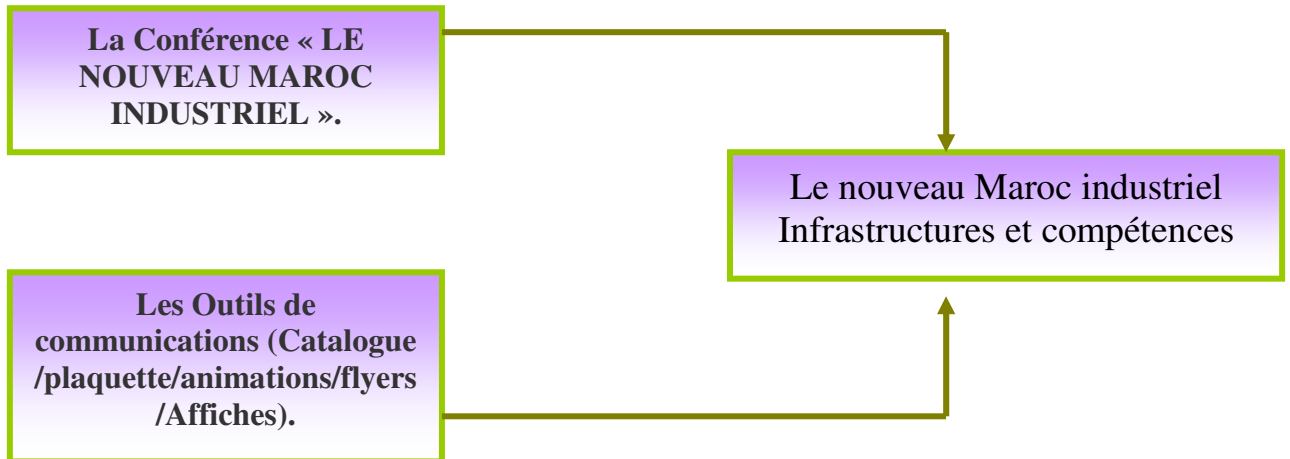 La Conférence « LE
NOUVEAU MAROC
INDUSTRIEL ».
Le nouveau Maroc industriel
Infrastructures et compétences
Les Outils de
communications (Catalogue
/plaquette/animations/flyers
/Affiches).